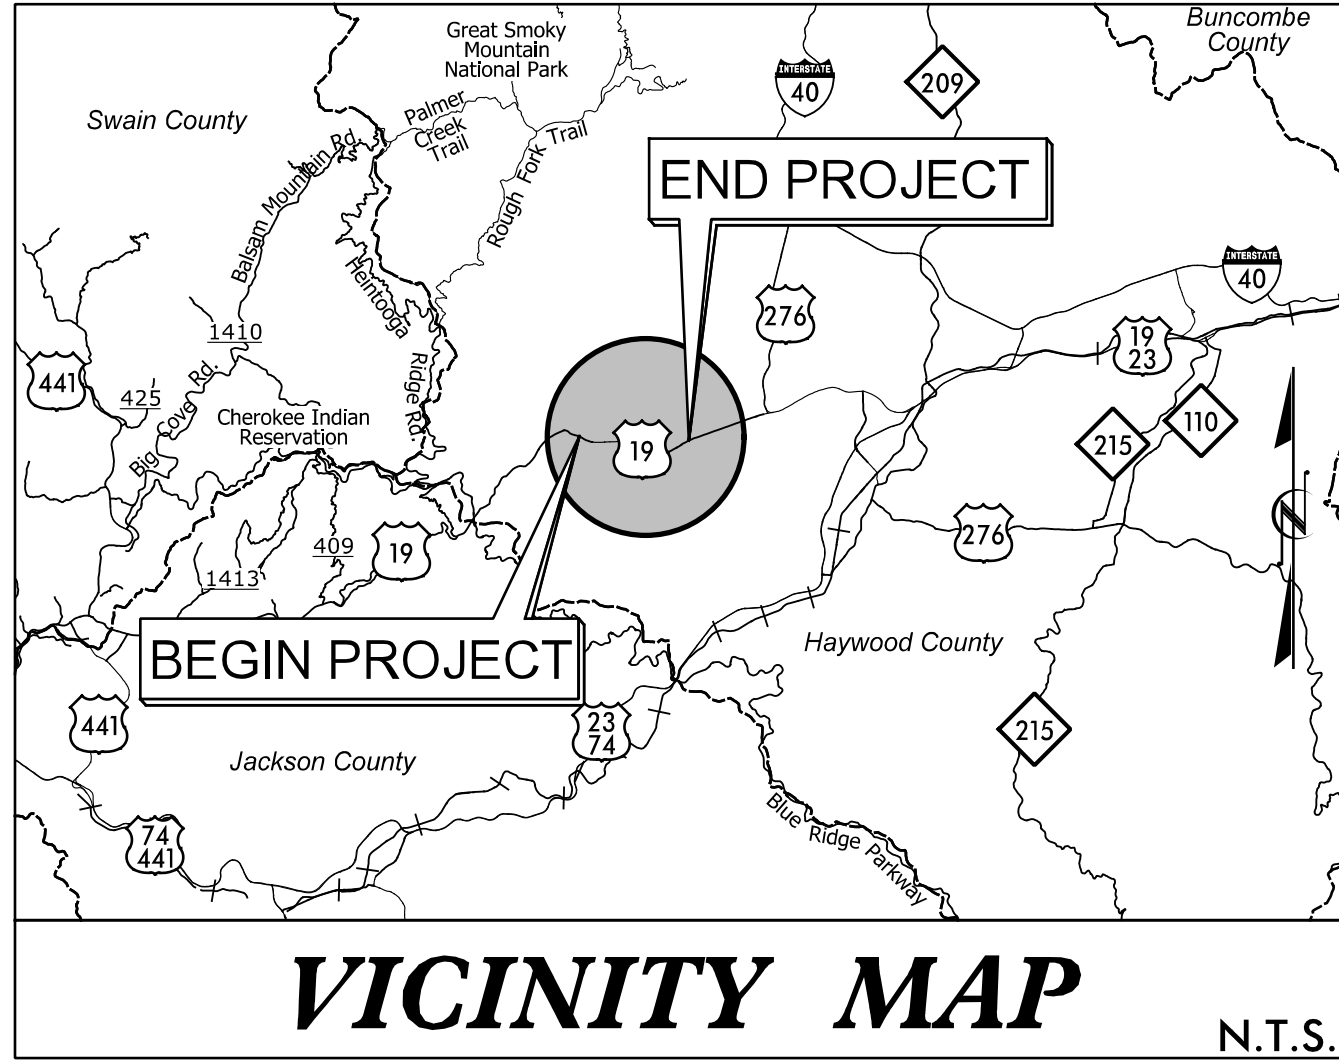 Buncombe
County
Great Smoky
Mountain
National Park
INTERSTATE
40
209
Swain County
Palmer
Creek
Trail
Balsam Mountain Rd.
Rough Fork Trail
END PROJECT
INTERSTATE
40
Heintooga
Ridge Rd.
276
1410
19
23
441
425
Big Cove Rd.
Cherokee Indian
Reservation
19
215
110
409
19
276
1413
BEGIN PROJECT
Haywood County
441
23
74
215
Jackson County
74
441
Blue Ridge Parkway
N
VICINITY MAP
N.T.S.